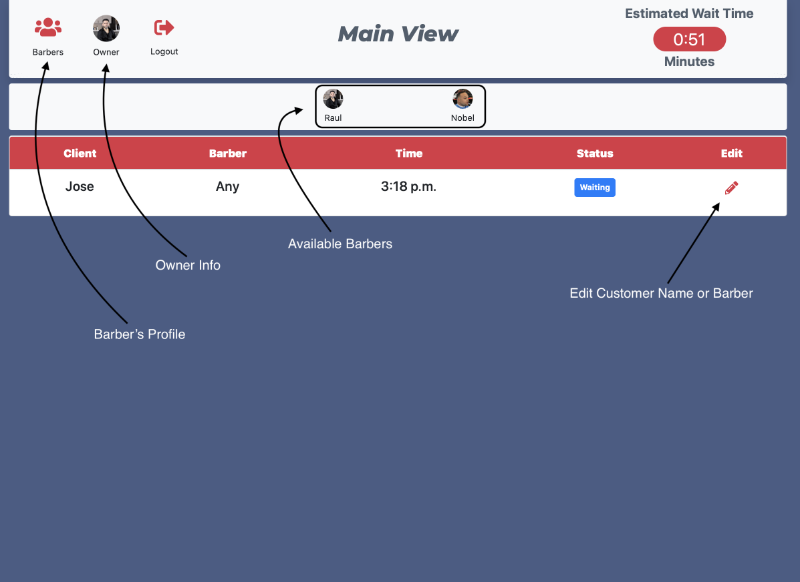 Barbers
Owner
Logout
Main View
Estimated Wait Time
0:51
Minutes
Raul
Nobel
Client Barber Time Status Edit
Jose Any 3:18 p.m. Waiting
Available Barbers
Owner Info
Edit Customer Name or Barber
Barber’s Profile